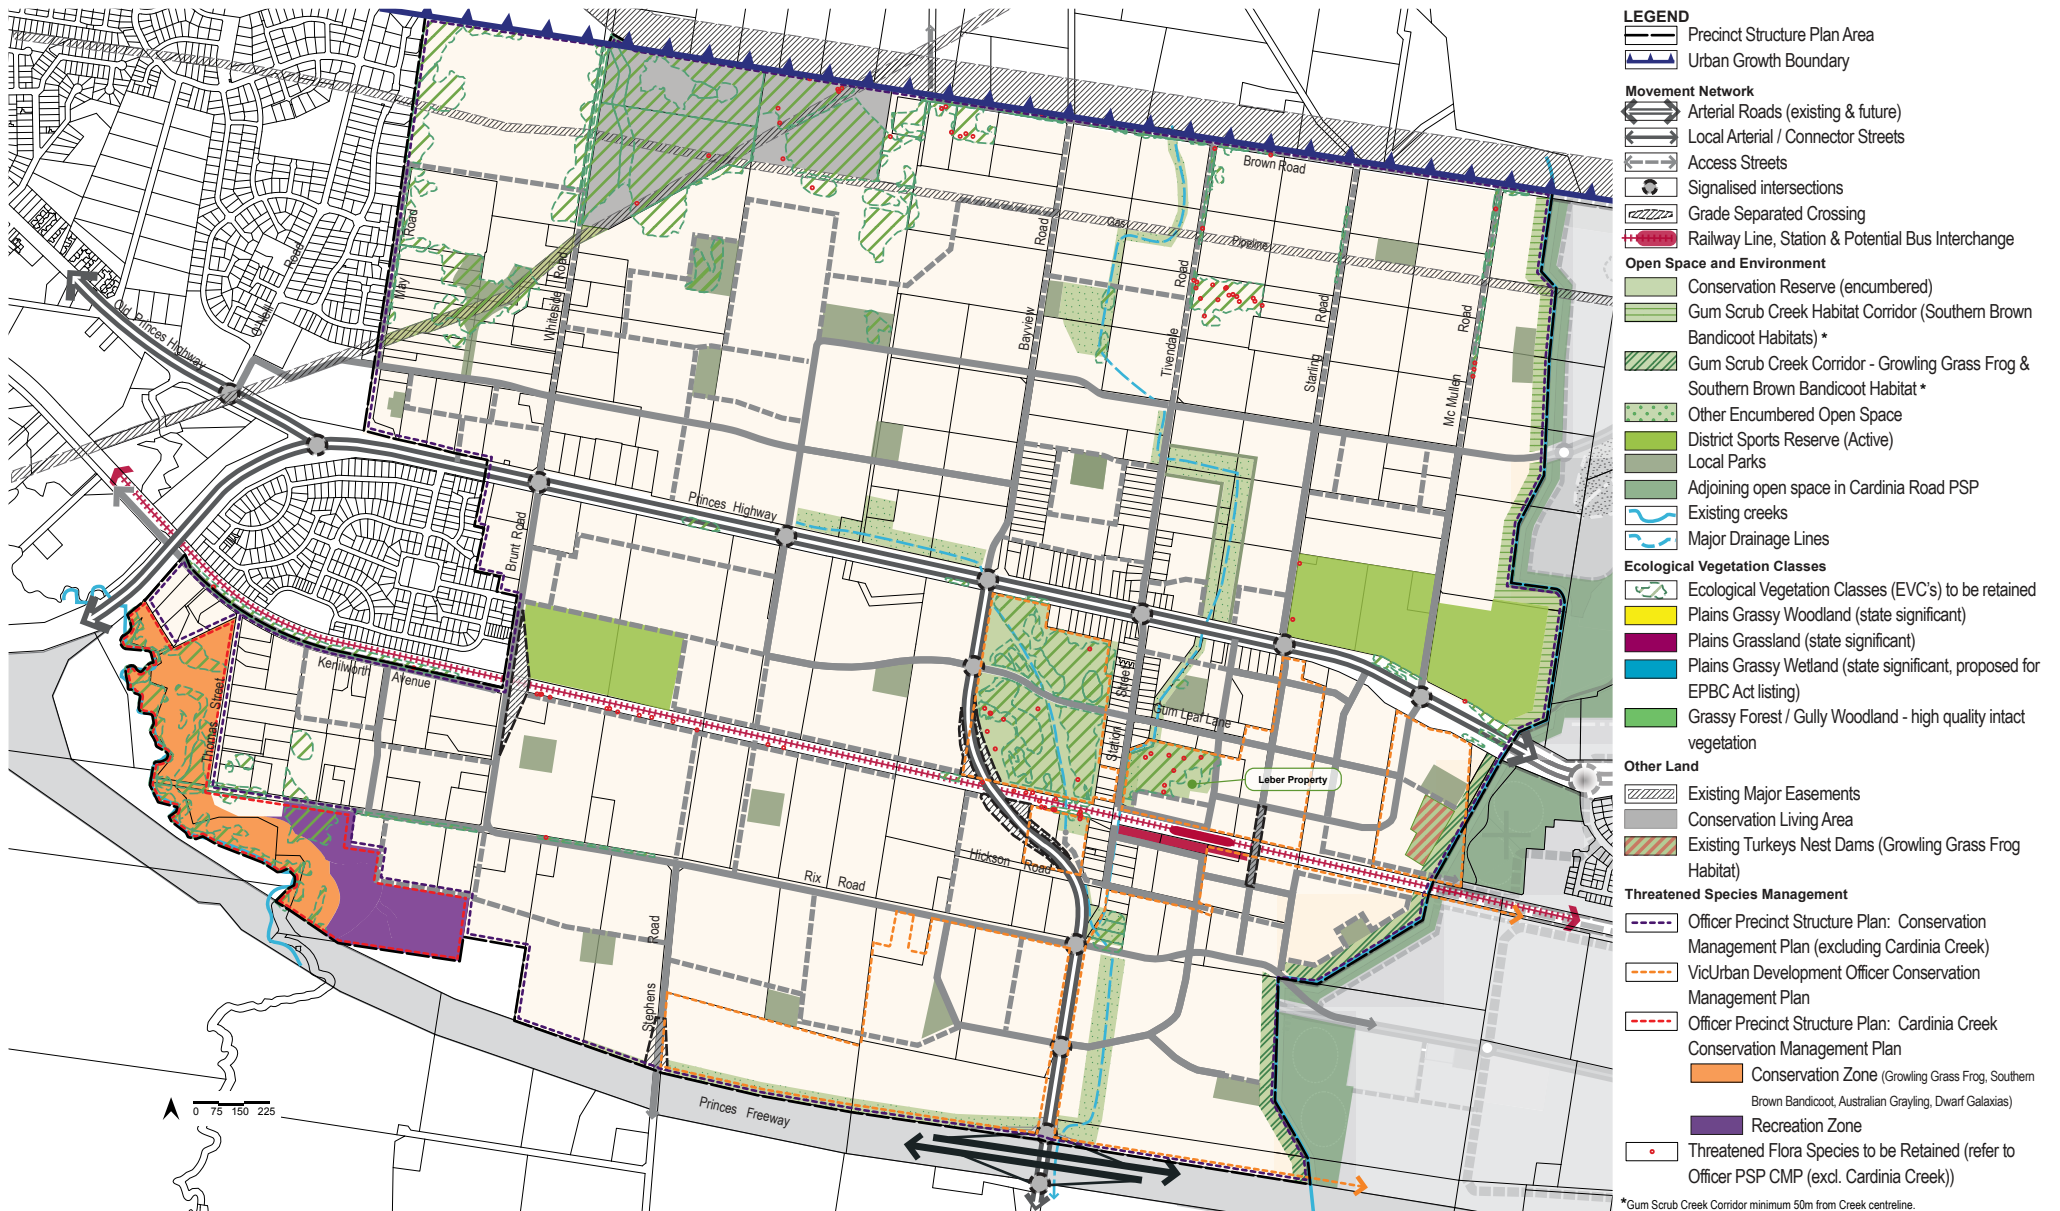 LEGEND
Precinct Structure Plan Area
Urban Growth Boundary
Movement Network
Arterial Roads (existing & future)
Local Arterial / Connector Streets
Access Streets
Signalised intersections
Grade Separated Crossing
Railway Line, Station & Potential Bus Interchange
Open Space and Environment
Conservation Reserve (encumbered)
Gum Scrub Creek Habitat Corridor (Southern Brown
Bandicoot Habitats) *
Gum Scrub Creek Corridor - Growling Grass Frog &
Southern Brown Bandicoot Habitat *
Other Encumbered Open Space
District Sports Reserve (Active)
Local Parks
Adjoining open space in Cardinia Road PSP
Existing creeks
Major Drainage Lines
Ecological Vegetation Classes
Ecological Vegetation Classes (EVC's) to be retained
Plains Grassy Woodland (state significant)
Plains Grassland (state significant)
Plains Grassy Wetland (state significant, proposed for
EPBC Act listing)
Grassy Forest / Gully Woodland - high quality intact
vegetation
Other Land
Existing Major Easements
Conservation Living Area
Existing Turkeys Nest Dams (Growling Grass Frog
Habitat)
Threatened Species Management
Officer Precinct Structure Plan: Conservation
Management Plan (excluding Cardinia Creek)
VicUrban Development Officer Conservation
Management Plan
Officer Precinct Structure Plan: Cardinia Creek
Conservation Management Plan
Conservation Zone (Growling Grass Frog, Southern
Brown Bandicoot, Australian Grayling, Dwarf Galaxias)
Recreation Zone
Threatened Flora Species to be Retained (refer to
Officer PSP CMP (excl. Cardinia Creek))
*Gum Scrub Creek Corridor minimum 50m from Creek centreline.
Brown Road
Gas Pipeline
May Road
Whiteside Road
Bayview Road
Tivendale Road
Starling Road
Mc Mullen Road
O'Neil Road
Old Princes Highway
Princes Highway
Brunt Road
Kenilworth Avenue
Thomas Street
Station Street
Gum Leaf Lane
Leber Property
Hickson Road
Rix Road
Stephens Road
Princes Freeway
0 75 150 225